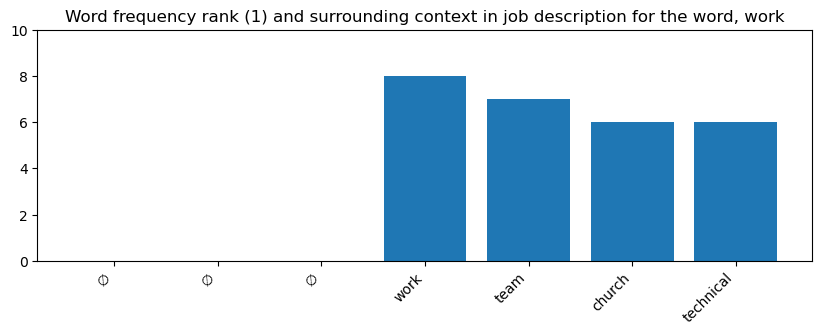 Word frequency rank (1) and surrounding context in job description for the word, work
10
8
6
4
2
0
∅
∅
∅
work
team
church
technical